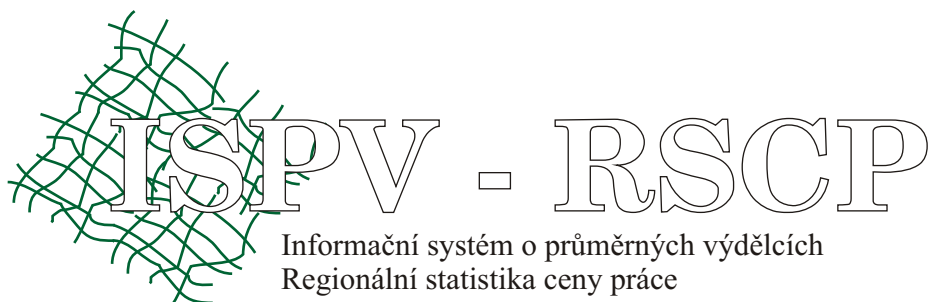 ISPV - RSCP
Informační systém o průměrných výdělcích
Regionální statistika ceny práce